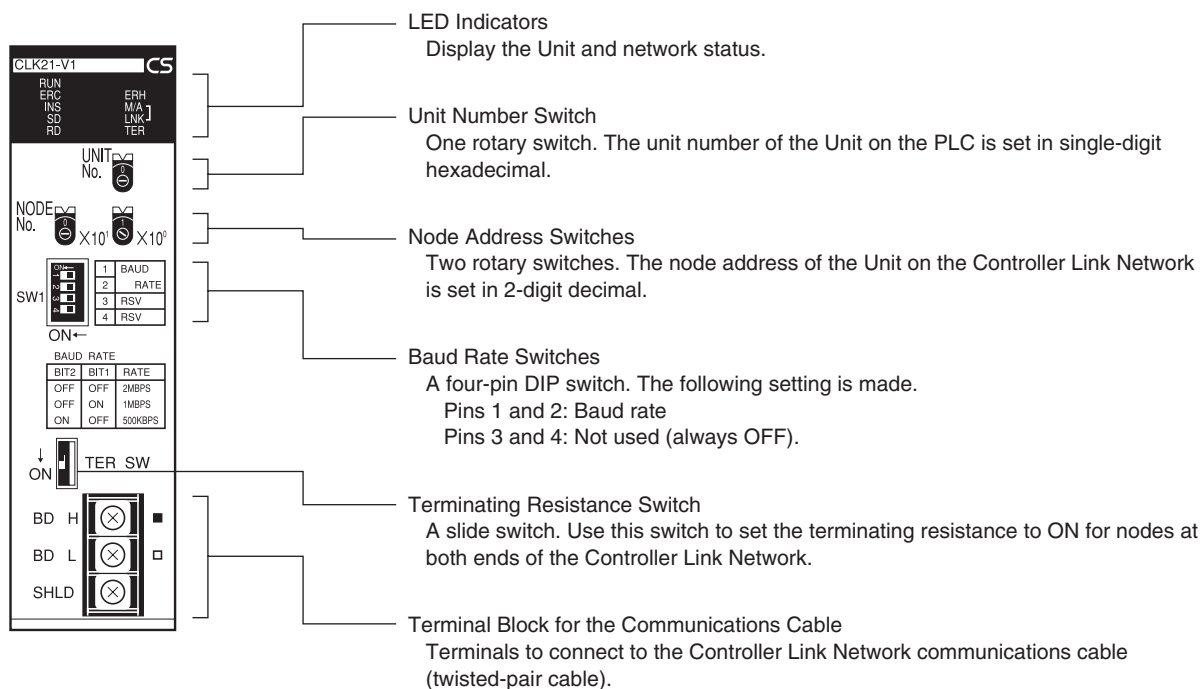 CLK21-V1 CS
RUN
ERC ERH
INS M/A
SD LNK
RD TER
UNIT
No.
0
NODE
No.
0 X10¹ 1 X10⁰
SW1
ON←
1
2
3
4
1 BAUD
2 RATE
3 RSV
4 RSV
ON←
BAUD RATE
BIT2 BIT1 RATE
OFF OFF 2MBPS
OFF ON 1MBPS
ON OFF 500KBPS
↓
ON TER SW
BD H ■
BD L □
SHLD
LED Indicators
Display the Unit and network status.
Unit Number Switch
One rotary switch. The unit number of the Unit on the PLC is set in single-digit
hexadecimal.
Node Address Switches
Two rotary switches. The node address of the Unit on the Controller Link Network
is set in 2-digit decimal.
Baud Rate Switches
A four-pin DIP switch. The following setting is made.
Pins 1 and 2: Baud rate
Pins 3 and 4: Not used (always OFF).
Terminating Resistance Switch
A slide switch. Use this switch to set the terminating resistance to ON for nodes at
both ends of the Controller Link Network.
Terminal Block for the Communications Cable
Terminals to connect to the Controller Link Network communications cable
(twisted-pair cable).